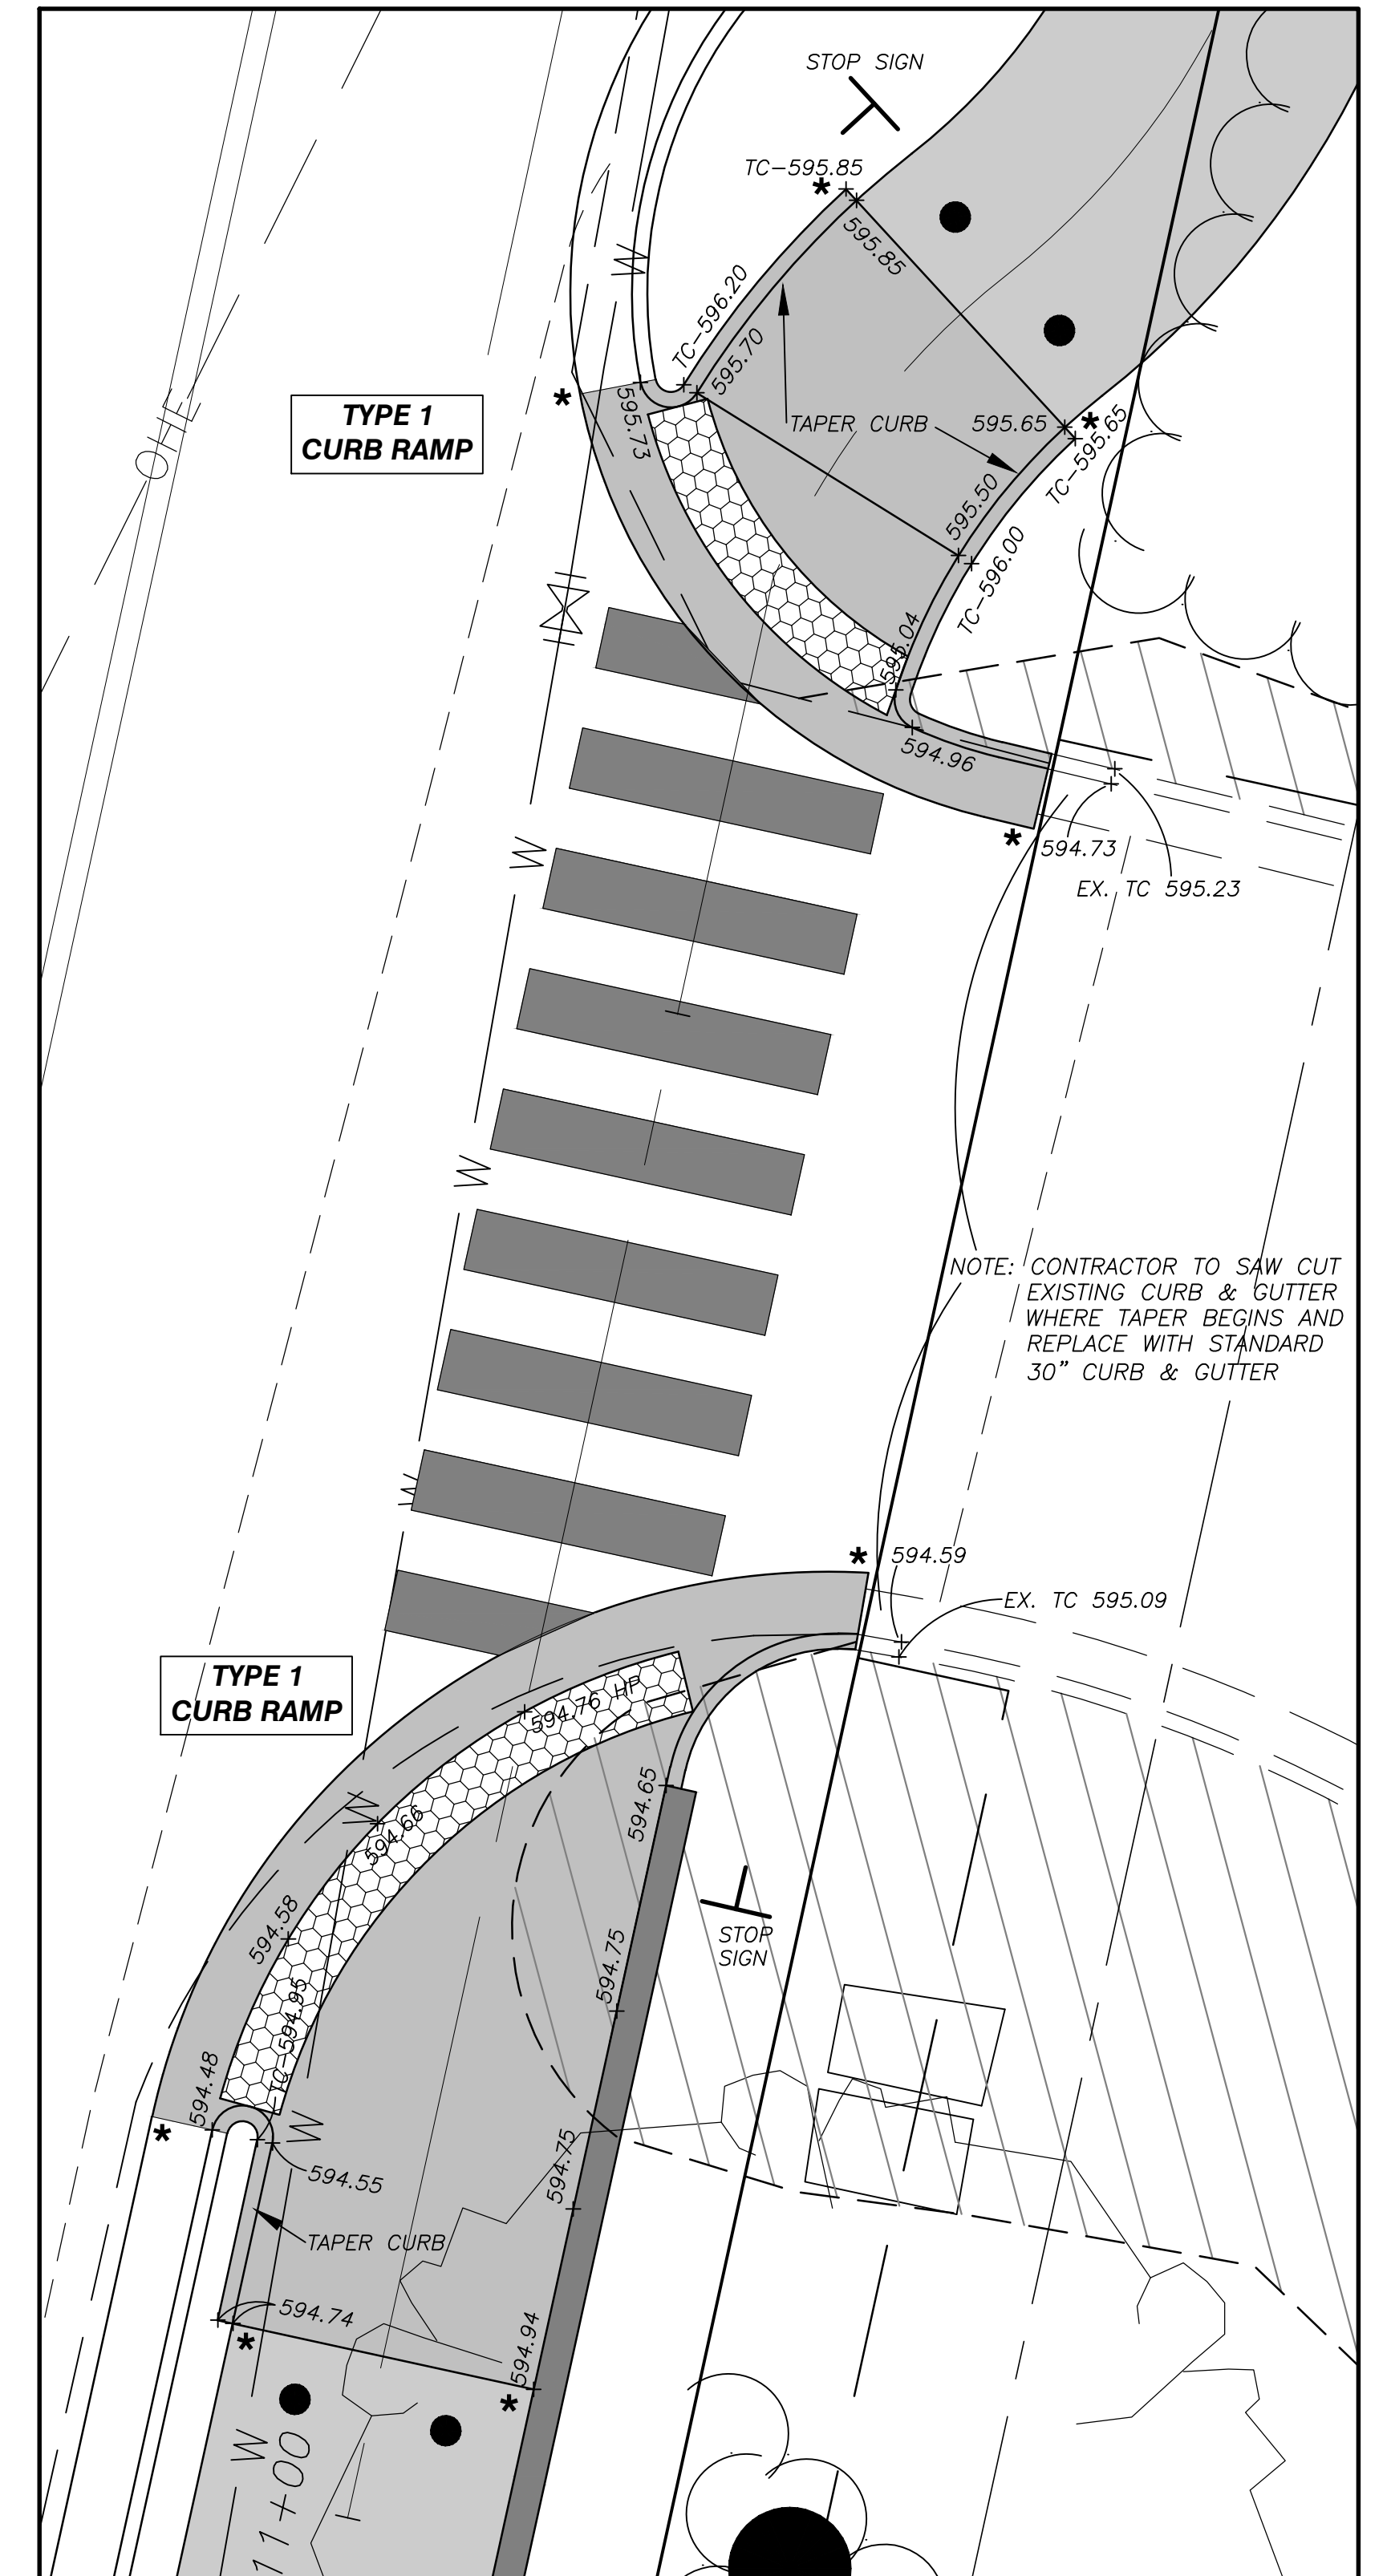 STOP SIGN
TC-595.85
*
595.85
W
TC-596.20
595.70
TYPE 1
CURB RAMP
*
595.73
OH
TAPER CURB
595.65
*
TC-595.65
595.50
TC-596.00
595.04
594.96
*
594.73
EX. TC 595.23
W
W
NOTE: CONTRACTOR TO SAW CUT
EXISTING CURB & GUTTER
WHERE TAPER BEGINS AND
REPLACE WITH STANDARD
30" CURB & GUTTER
W
*
594.59
EX. TC 595.09
TYPE 1
CURB RAMP
594.76 HP
594.65
W
594.66
594.58
STOP
SIGN
594.75
TC-594.95
594.48
*
W
594.55
594.75
TAPER CURB
594.74
*
594.94
*
W
11+00